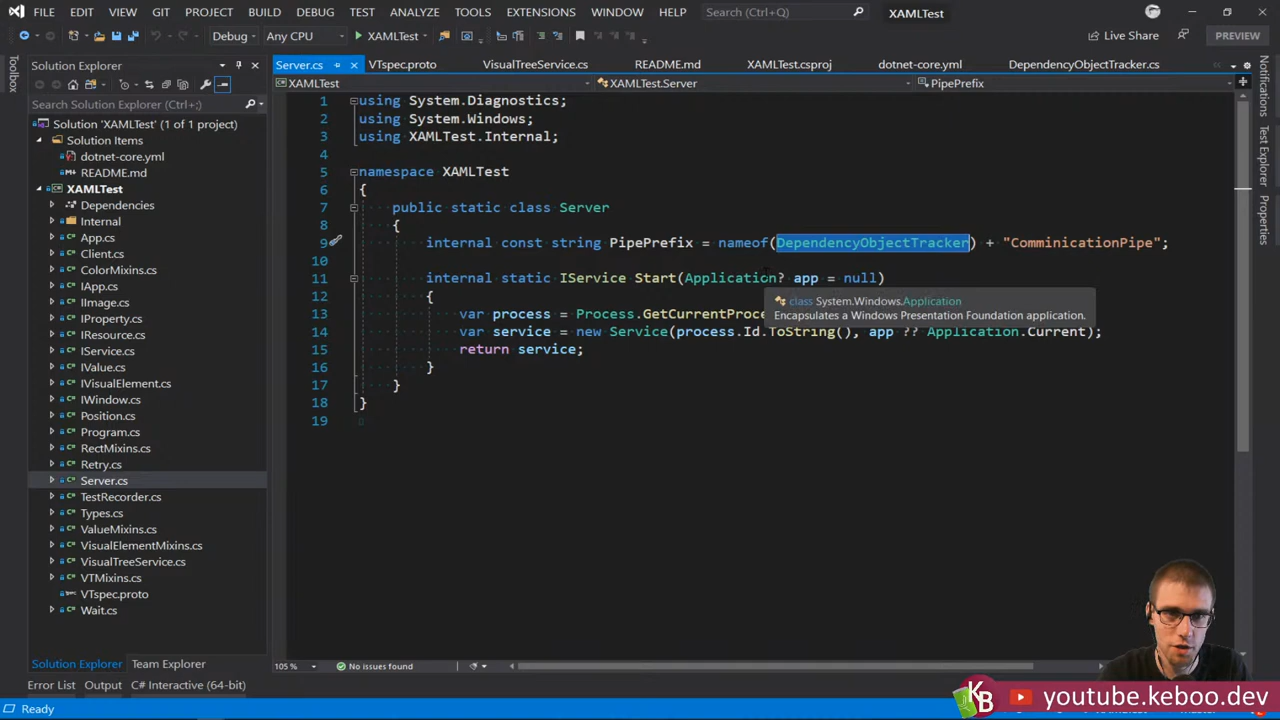 FILE EDIT VIEW GIT PROJECT BUILD DEBUG TEST ANALYZE TOOLS EXTENSIONS WINDOW HELP Search (Ctrl+Q) XAMLTest
Debug Any CPU XAMLTest Live Share PREVIEW
Toolbox
Solution Explorer
Search Solution Explorer (Ctrl+;)
Solution 'XAMLTest' (1 of 1 project)
Solution Items
dotnet-core.yml
README.md
XAMLTest
Dependencies
Internal
App.cs
Client.cs
ColorMixins.cs
IApp.cs
IImage.cs
IProperty.cs
IResource.cs
IService.cs
IValue.cs
IVisualElement.cs
IWindow.cs
Position.cs
Program.cs
RectMixins.cs
Retry.cs
Server.cs
TestRecorder.cs
Types.cs
ValueMixins.cs
VisualElementMixins.cs
VisualTreeService.cs
VTMixins.cs
VTspec.proto
Wait.cs
Solution Explorer Team Explorer
Server.cs VTspec.proto VisualTreeService.cs README.md XAMLTest.csproj dotnet-core.yml DependencyObjectTracker.cs
XAMLTest XAMLTest.Server PipePrefix
1 using System.Diagnostics;
2 using System.Windows;
3 using XAMLTest.Internal;
4
5 namespace XAMLTest
6 {
7 public static class Server
8 {
9 internal const string PipePrefix = nameof(DependencyObjectTracker) + "ComminicationPipe";
10
11 internal static IService Start(Application? app = null)
12 {
class System.Windows.Application
Encapsulates a Windows Presentation Foundation application.
13 var process = Process.GetCurrentProce
14 var service = new Service(process.Id.ToString(), app ?? Application.Current);
15 return service;
16 }
17 }
18 }
19
105 % No issues found
Notifications
Test Explorer
Error List Output C# Interactive (64-bit)
Ready
KB
youtube.keboo.dev